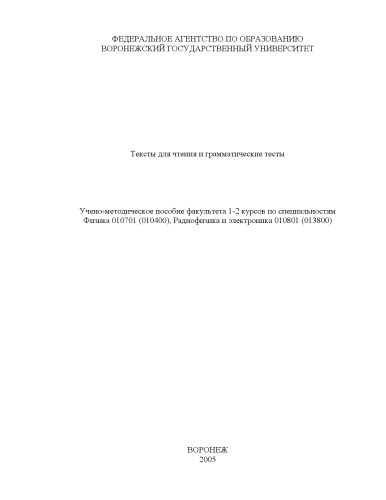 ФЕДЕРАЛЬНОЕ АГЕНТСТВО ПО ОБРАЗОВАНИЮ
ВОРОНЕЖСКИЙ ГОСУДАРСТВЕННЫЙ УНИВЕРСИТЕТ
Тексты для чтения и грамматические тесты
Учено-методическое пособие факультета 1-2 курсов по специальностям
Физика 010701 (010400), Радиофизика и электроника 010801 (013800)
ВОРОНЕЖ
2005